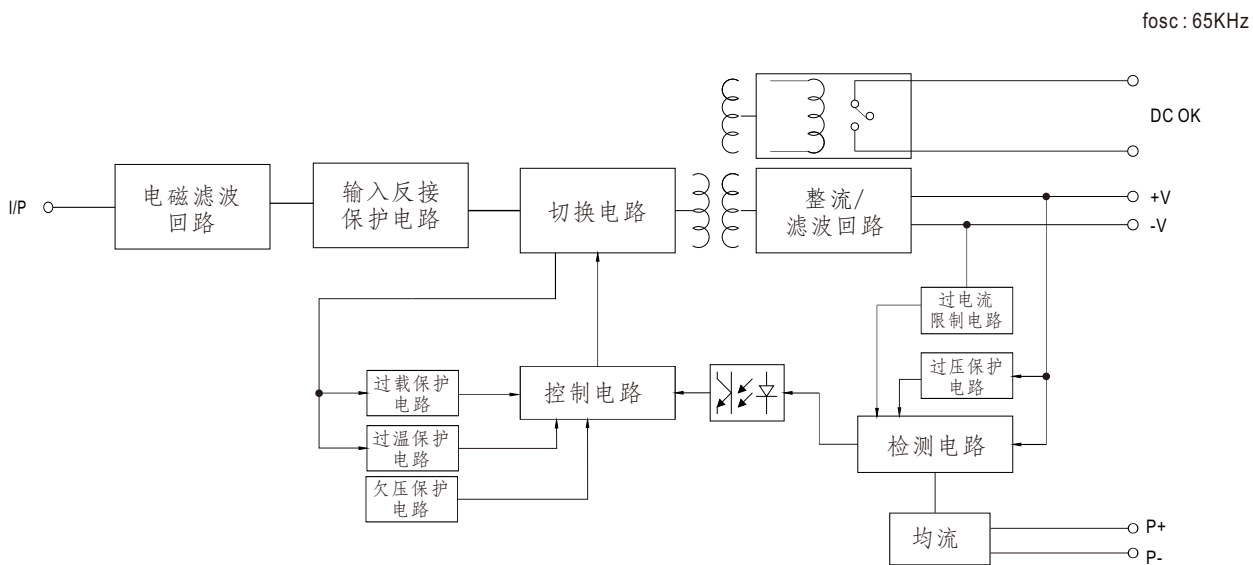 fosc : 65KHz
DC OK
I/P
电磁滤波
回路
输入反接
保护电路
切换电路
整流/
滤波回路
+V
-V
过电流
限制电路
过压保护
电路
过载保护
电路
控制电路
过温保护
电路
检测电路
欠压保护
电路
均流
P+
P-